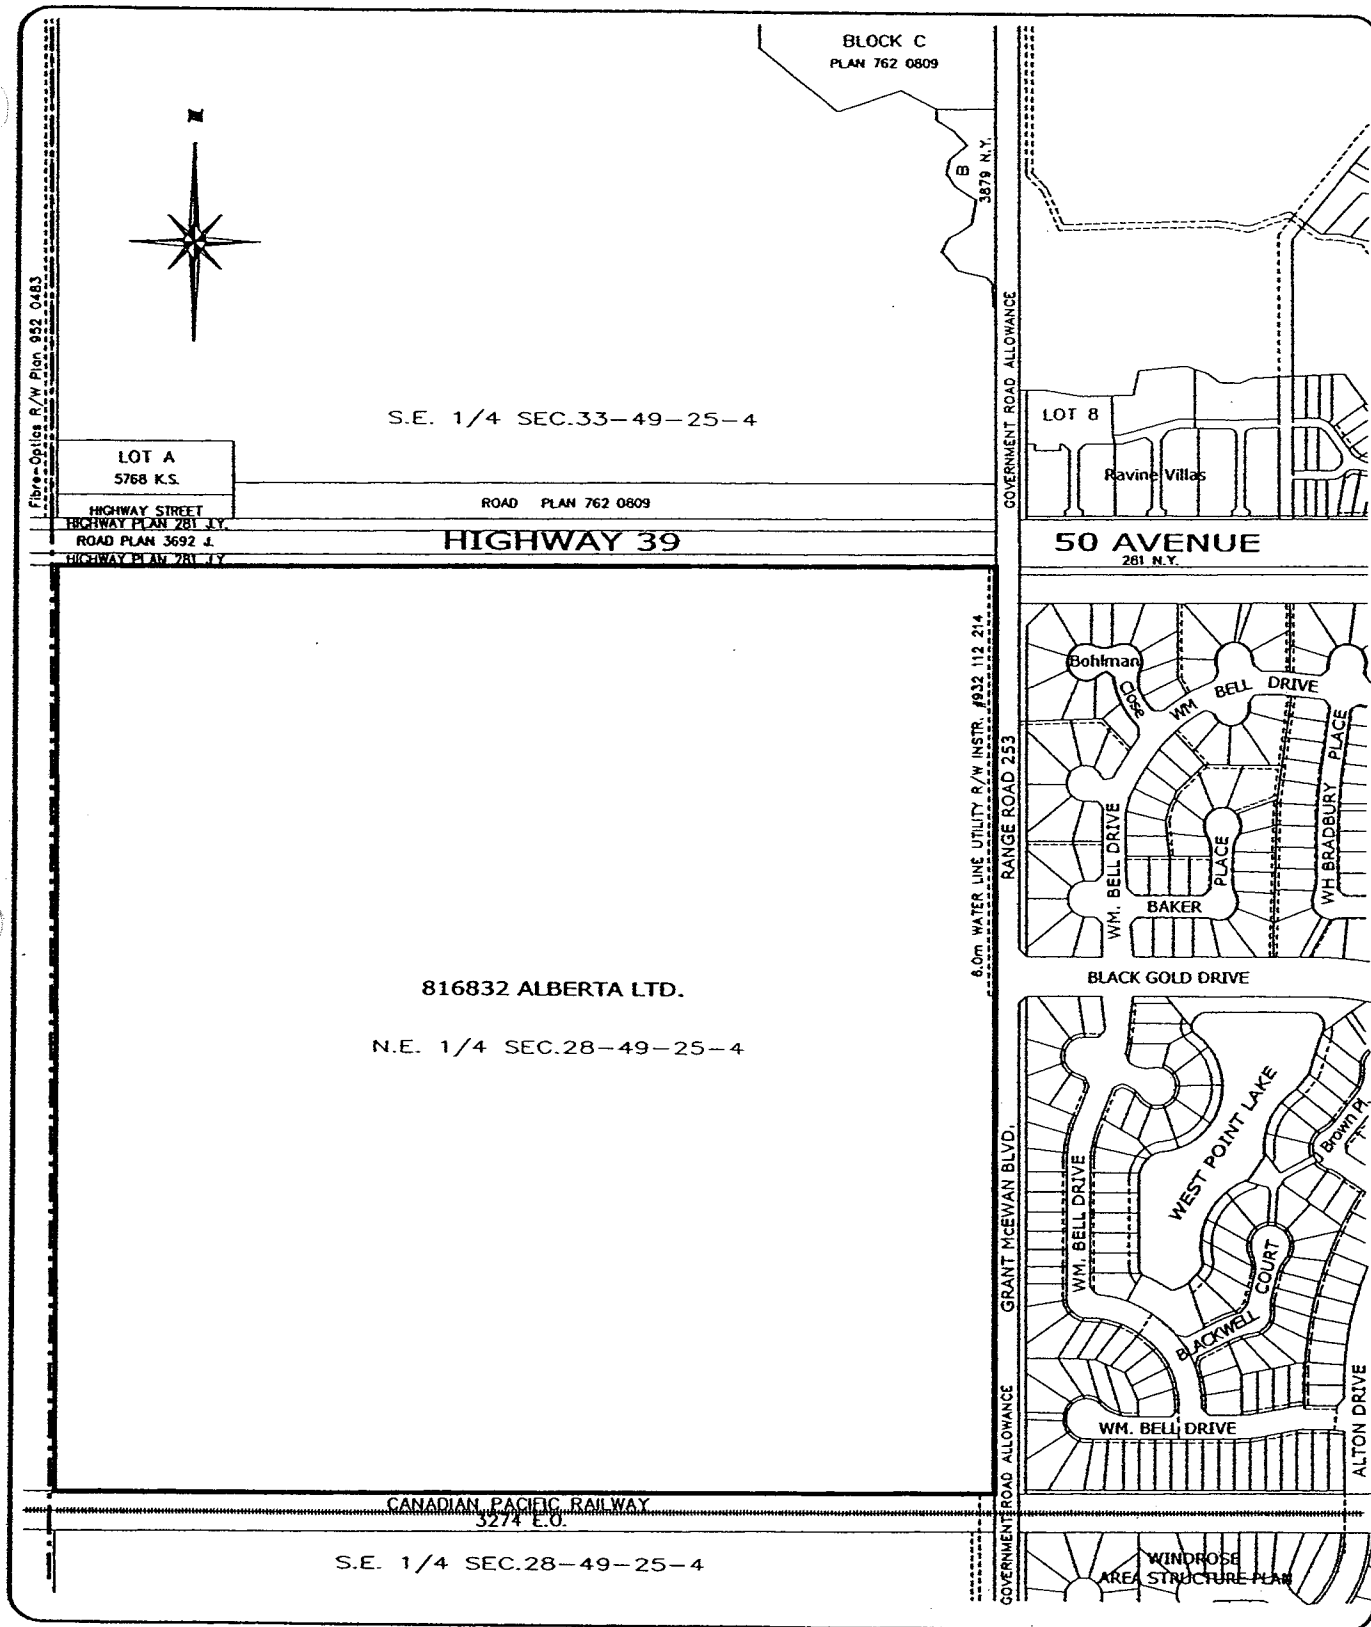 BLOCK C
PLAN 762 0809
N
B
3879 N.Y.
Fibre-Optics R/W Plan 952 0483
GOVERNMENT ROAD ALLOWANCE
S.E. 1/4 SEC.33-49-25-4
LOT 8
LOT A
5768 K.S.
Ravine Villas
ROAD PLAN 762 0809
HIGHWAY STREET
HIGHWAY PLAN 281 J.Y.
ROAD PLAN 3692 J.
HIGHWAY 39
50 AVENUE
281 N.Y.
HIGHWAY PLAN 281 J.Y.
6.0m WATER LINE UTILITY R/W INSTR. #932 112 214
RANGE ROAD 253
Bohlman
Close
WM BELL DRIVE
WH BRADBURY PLACE
WM. BELL DRIVE
BAKER PLACE
BLACK GOLD DRIVE
816832 ALBERTA LTD.
N.E. 1/4 SEC.28-49-25-4
WEST POINT LAKE
Brown Pl.
GRANT McEWAN BLVD.
WM. BELL DRIVE
BLACKWELL COURT
ALTON DRIVE
WM. BELL DRIVE
GOVERNMENT ROAD ALLOWANCE
CANADIAN PACIFIC RAILWAY
3274 E.O.
S.E. 1/4 SEC.28-49-25-4
WINDROSE
AREA STRUCTURE PLAN